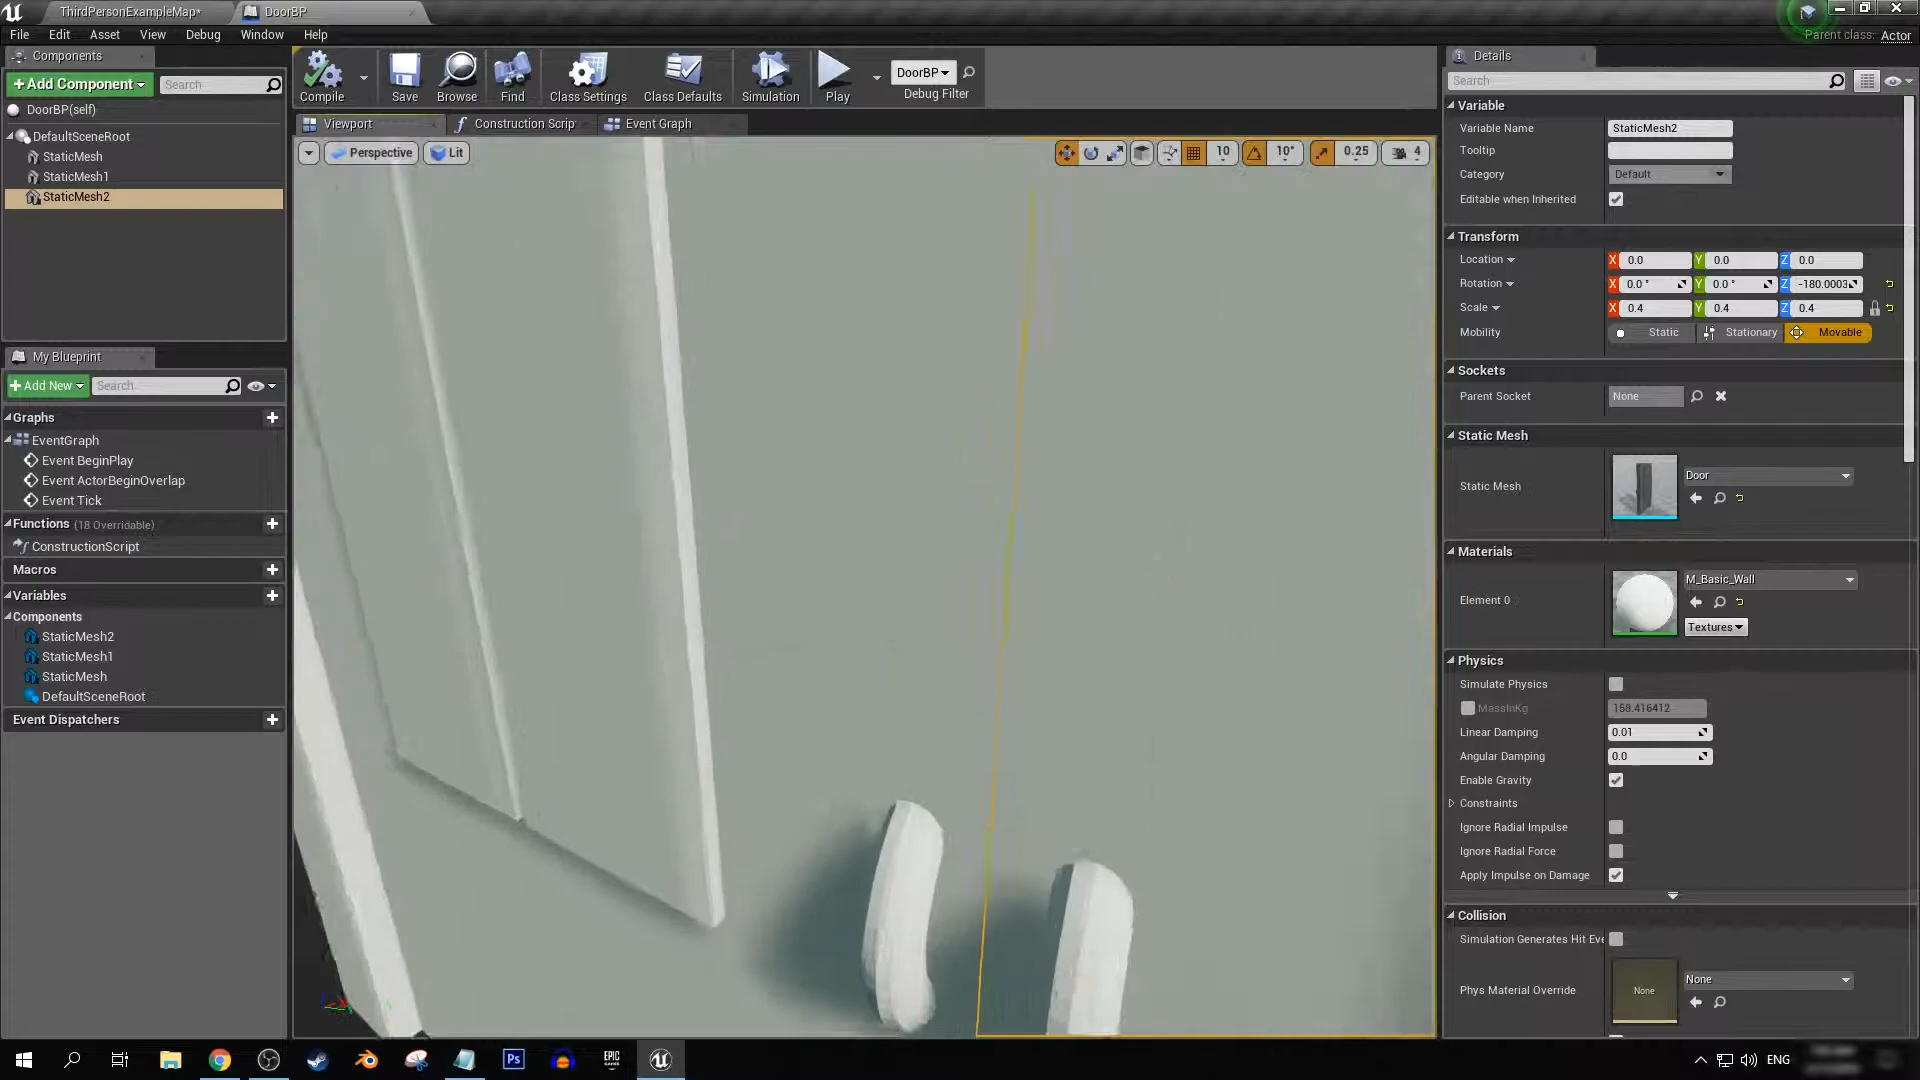 ThirdPersonExampleMap*
DoorBP
File Edit Asset View Debug Window Help
Parent class: Actor
Components
+Add Component
Search
DoorBP(self)
DefaultSceneRoot
StaticMesh
StaticMesh1
StaticMesh2
Compile
Save
Browse
Find
Class Settings
Class Defaults
Simulation
Play
DoorBP
Debug Filter
Viewport
Construction Scrip
Event Graph
Perspective
Lit
10
10°
0.25
4
My Blueprint
+Add New
Search
Graphs
EventGraph
Event BeginPlay
Event ActorBeginOverlap
Event Tick
Functions (18 Overridable)
ConstructionScript
Macros
Variables
Components
StaticMesh2
StaticMesh1
StaticMesh
DefaultSceneRoot
Event Dispatchers
Details
Search
Variable
Variable Name StaticMesh2
Tooltip
Category Default
Editable when Inherited
Transform
Location X 0.0 Y 0.0 Z 0.0
Rotation X 0.0 ° Y 0.0 ° Z -180.0003
Scale X 0.4 Y 0.4 Z 0.4
Mobility Static Stationary Movable
Sockets
Parent Socket None
Static Mesh
Static Mesh Door
Materials
Element 0 M_Basic_Wall
Textures
Physics
Simulate Physics
MassInKg 158.416412
Linear Damping 0.01
Angular Damping 0.0
Enable Gravity
Constraints
Ignore Radial Impulse
Ignore Radial Force
Apply Impulse on Damage
Collision
Simulation Generates Hit Eve
Phys Material Override None None
Ps
EPIC GAMES
ENG